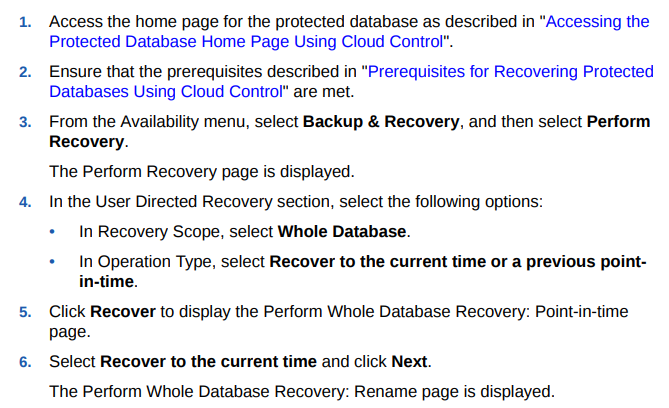 1. Access the home page for the protected database as described in "Accessing the
Protected Database Home Page Using Cloud Control".
2. Ensure that the prerequisites described in "Prerequisites for Recovering Protected
Databases Using Cloud Control" are met.
3. From the Availability menu, select Backup & Recovery, and then select Perform
Recovery.
The Perform Recovery page is displayed.
4. In the User Directed Recovery section, select the following options:
• In Recovery Scope, select Whole Database.
• In Operation Type, select Recover to the current time or a previous point-
in-time.
5. Click Recover to display the Perform Whole Database Recovery: Point-in-time
page.
6. Select Recover to the current time and click Next.
The Perform Whole Database Recovery: Rename page is displayed.